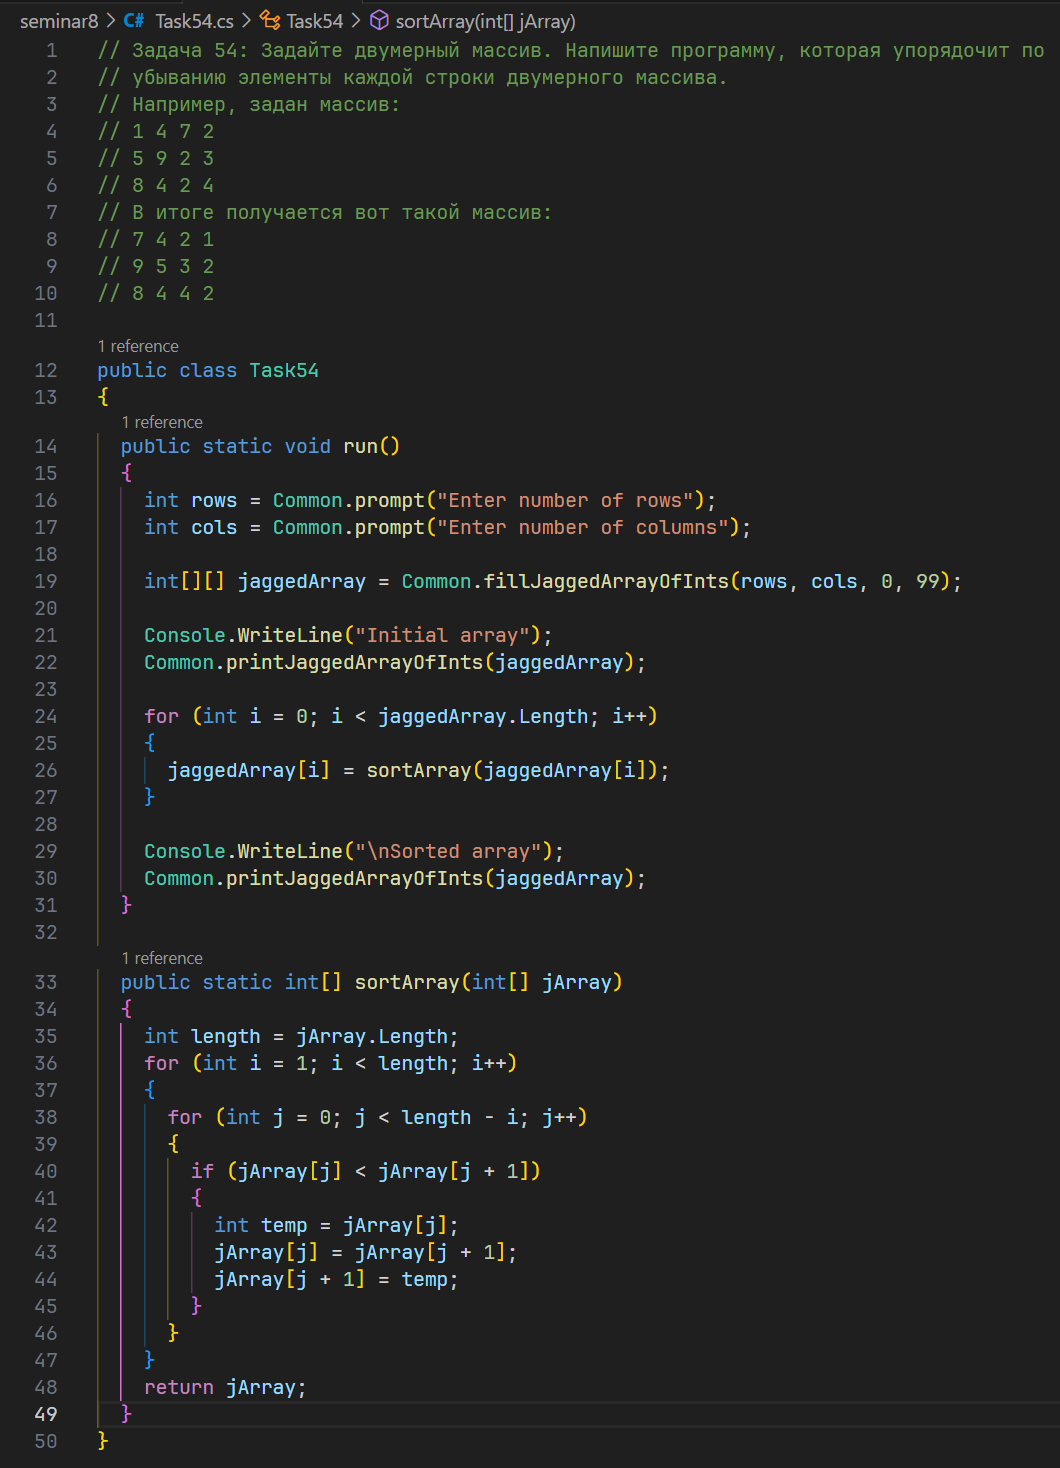 seminar8 > C# Task54.cs > Task54 > sortArray(int[] jArray)
1 // Задача 54: Задайте двумерный массив. Напишите программу, которая упорядочит по
2 // убыванию элементы каждой строки двумерного массива.
3 // Например, задан массив:
4 // 1 4 7 2
5 // 5 9 2 3
6 // 8 4 2 4
7 // В итоге получается вот такой массив:
8 // 7 4 2 1
9 // 9 5 3 2
10 // 8 4 4 2
11
1 reference
12 public class Task54
13 {
1 reference
14   public static void run()
15   {
16     int rows = Common.prompt("Enter number of rows");
17     int cols = Common.prompt("Enter number of columns");
18
19     int[][] jaggedArray = Common.fillJaggedArrayOfInts(rows, cols, 0, 99);
20
21     Console.WriteLine("Initial array");
22     Common.printJaggedArrayOfInts(jaggedArray);
23
24     for (int i = 0; i < jaggedArray.Length; i++)
25     {
26       jaggedArray[i] = sortArray(jaggedArray[i]);
27     }
28
29     Console.WriteLine("\nSorted array");
30     Common.printJaggedArrayOfInts(jaggedArray);
31   }
32
1 reference
33   public static int[] sortArray(int[] jArray)
34   {
35     int length = jArray.Length;
36     for (int i = 1; i < length; i++)
37     {
38       for (int j = 0; j < length - i; j++)
39       {
40         if (jArray[j] < jArray[j + 1])
41         {
42           int temp = jArray[j];
43           jArray[j] = jArray[j + 1];
44           jArray[j + 1] = temp;
45         }
46       }
47     }
48     return jArray;
49   }
50 }